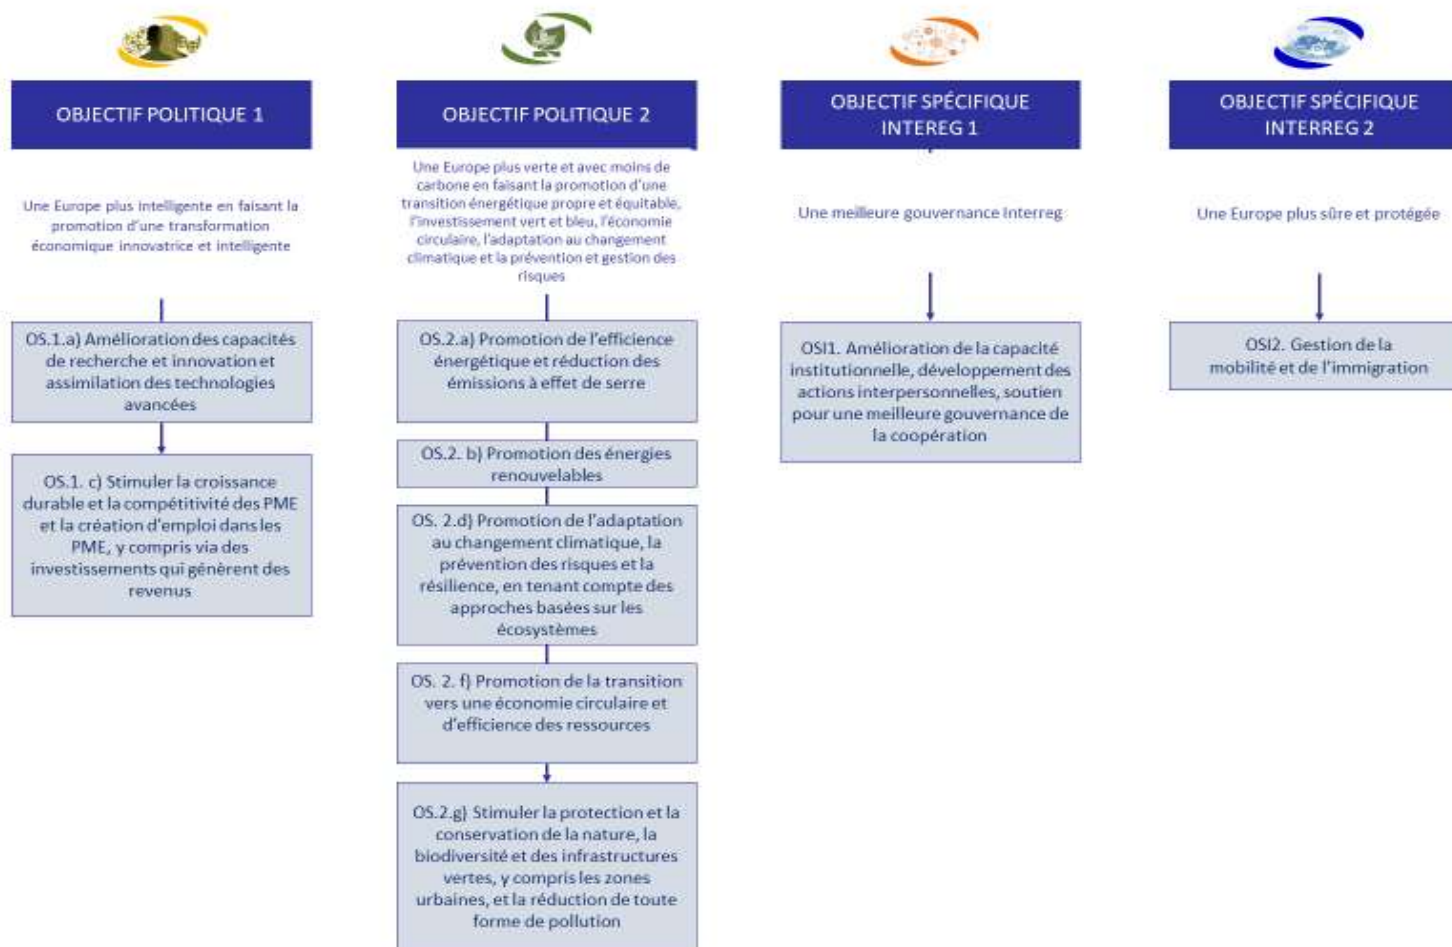 OBJECTIF POLITIQUE 1
Une Europe plus intelligente en faisant la
promotion d'une transformation
économique innovatrice et intelligente
OS.1.a) Amélioration des capacités
de recherche et innovation et
assimilation des technologies
avancées
OS.1. c) Stimuler la croissance
durable et la compétitivité des PME
et la création d'emploi dans les
PME, y compris via des
investissements qui génèrent des
revenus
OBJECTIF POLITIQUE 2
Une Europe plus verte et avec moins de
carbone en faisant la promotion d'une
transition énergétique propre et équitable,
l'investissement vert et bleu, l'économie
circulaire, l'adaptation au changement
climatique et la prévention et gestion des
risques
OS.2.a) Promotion de l'efficience
énergétique et réduction des
émissions à effet de serre
OS.2. b) Promotion des énergies
renouvelables
OS. 2.d) Promotion de l'adaptation
au changement climatique, la
prévention des risques et la
résilience, en tenant compte des
approches basées sur les
écosystèmes
OS. 2. f) Promotion de la transition
vers une économie circulaire et
d'efficience des ressources
OS.2.g) Stimuler la protection et la
conservation de la nature, la
biodiversité et des infrastructures
vertes, y compris les zones
urbaines, et la réduction de toute
forme de pollution
OBJECTIF SPÉCIFIQUE
INTEREG 1
Une meilleure gouvernance Interreg
OSI1. Amélioration de la capacité
institutionnelle, développement des
actions interpersonnelles, soutien
pour une meilleure gouvernance de
la coopération
OBJECTIF SPÉCIFIQUE
INTERREG 2
Une Europe plus sûre et protégée
OSI2. Gestion de la
mobilité et de l'immigration